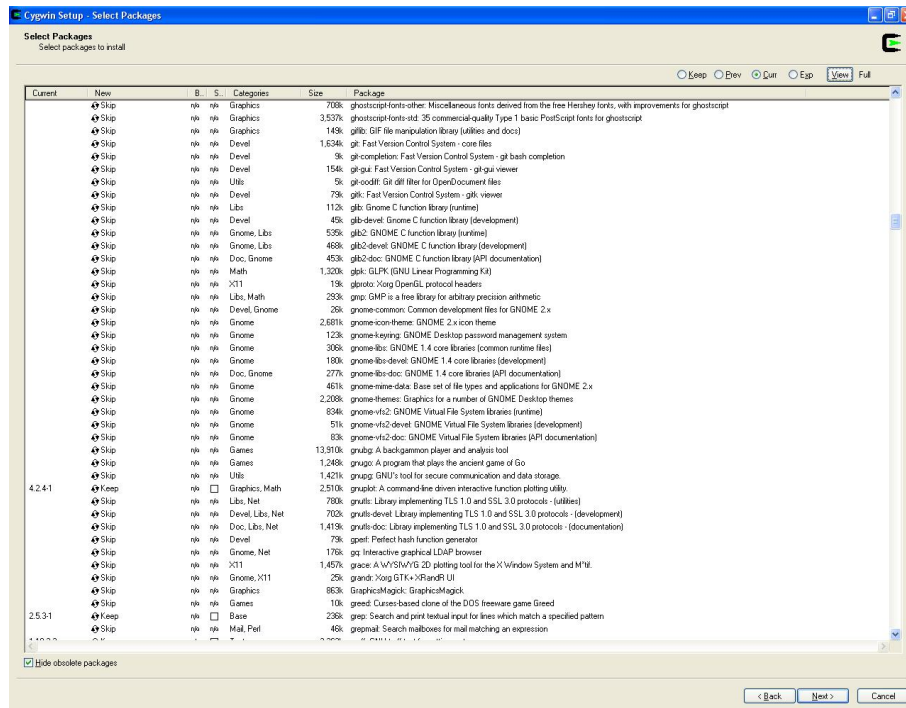 Cygwin Setup - Select Packages
Select Packages
Select packages to install
Keep Prev Curr Exp View Full
Current New B... S... Categories Size Package
Skip n/a n/a Graphics 708k ghostscript-fonts-other: Miscellaneous fonts derived from the free Hershey fonts, with improvements for ghostscript
Skip n/a n/a Graphics 3,537k ghostscript-fonts-std: 35 commercial-quality Type 1 basic PostScript fonts for ghostscript
Skip n/a n/a Graphics 149k giflib: GIF file manipulation library (utilities and docs)
Skip n/a n/a Devel 1,634k git: Fast Version Control System - core files
Skip n/a n/a Devel 9k git-completion: Fast Version Control System - git bash completion
Skip n/a n/a Devel 154k git-gui: Fast Version Control System - git-gui viewer
Skip n/a n/a Utils 5k git-oodiff: Git diff filter for OpenDocument files
Skip n/a n/a Devel 79k gitk: Fast Version Control System - gitk viewer
Skip n/a n/a Libs 112k glib: Gnome C function library (runtime)
Skip n/a n/a Devel 45k glib-devel: Gnome C function library (development)
Skip n/a n/a Gnome, Libs 535k glib2: GNOME C function library (runtime)
Skip n/a n/a Gnome, Libs 468k glib2-devel: GNOME C function library (development)
Skip n/a n/a Doc, Gnome 453k glib2-doc: GNOME C function library (API documentation)
Skip n/a n/a Math 1,320k glpk: GLPK (GNU Linear Programming Kit)
Skip n/a n/a X11 19k glproto: Xorg OpenGL protocol headers
Skip n/a n/a Libs, Math 293k gmp: GMP is a free library for arbitrary precision arithmetic
Skip n/a n/a Devel, Gnome 26k gnome-common: Common development files for GNOME 2.x
Skip n/a n/a Gnome 2,681k gnome-icon-theme: GNOME 2.x icon theme
Skip n/a n/a Gnome 123k gnome-keyring: GNOME Desktop password management system
Skip n/a n/a Gnome 306k gnome-libs: GNOME 1.4 core libraries (common runtime files)
Skip n/a n/a Gnome 180k gnome-libs-devel: GNOME 1.4 core libraries (development)
Skip n/a n/a Doc, Gnome 277k gnome-libs-doc: GNOME 1.4 core libraries (API documentation)
Skip n/a n/a Gnome 461k gnome-mime-data: Base set of file types and applications for GNOME 2.x
Skip n/a n/a Gnome 2,208k gnome-themes: Graphics for a number of GNOME Desktop themes
Skip n/a n/a Gnome 834k gnome-vfs2: GNOME Virtual File System libraries (runtime)
Skip n/a n/a Gnome 51k gnome-vfs2-devel: GNOME Virtual File System libraries (development)
Skip n/a n/a Gnome 83k gnome-vfs2-doc: GNOME Virtual File System libraries (API documentation)
Skip n/a n/a Games 13,910k gnubg: A backgammon player and analysis tool
Skip n/a n/a Games 1,248k gnugo: A program that plays the ancient game of Go
Skip n/a n/a Utils 1,421k gnupg: GNU's tool for secure communication and data storage.
4.2.4-1 Keep n/a Graphics, Math 2,510k gnuplot: A command-line driven interactive function plotting utility.
Skip n/a n/a Libs, Net 780k gnutls: Library implementing TLS 1.0 and SSL 3.0 protocols - (utilities)
Skip n/a n/a Devel, Libs, Net 702k gnutls-devel: Library implementing TLS 1.0 and SSL 3.0 protocols - (development)
Skip n/a n/a Doc, Libs, Net 1,419k gnutls-doc: Library implementing TLS 1.0 and SSL 3.0 protocols - (documentation)
Skip n/a n/a Devel 79k gperf: Perfect hash function generator
Skip n/a n/a Gnome, Net 176k gq: Interactive graphical LDAP browser
Skip n/a n/a X11 1,457k grace: A WYSIWYG 2D plotting tool for the X Window System and M*tif.
Skip n/a n/a Gnome, X11 25k grandr: Xorg GTK+ XRandR UI
Skip n/a n/a Graphics 863k GraphicsMagick: GraphicsMagick
Skip n/a n/a Games 10k greed: Curses-based clone of the DOS freeware game Greed
2.5.3-1 Keep n/a Base 236k grep: Search and print textual input for lines which match a specified pattern
Skip n/a n/a Mail, Perl 46k grepmail: Search mailboxes for mail matching an expression
Hide obsolete packages
< Back Next > Cancel